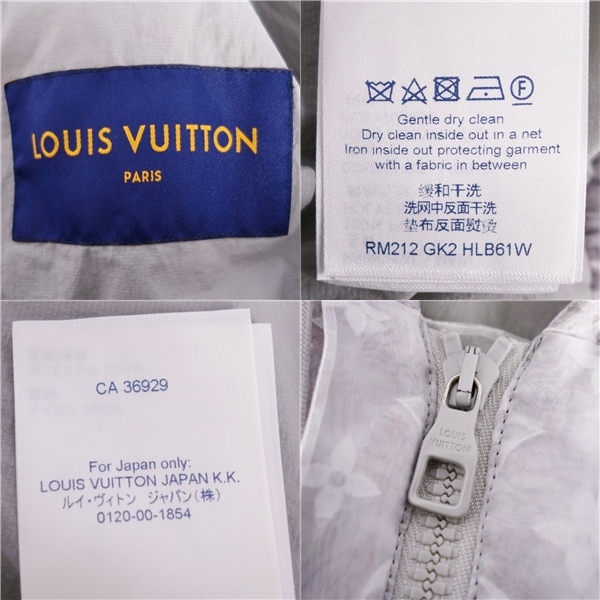 LOUIS VUITTON
PARIS
Gentle dry clean
Dry clean inside out in a net
Iron inside out protecting garment
with a fabric in between
缓和干洗
洗网中反面干洗
垫布反面熨烫
RM212 GK2 HLB61W
CA 36929
For Japan only:
LOUIS VUITTON JAPAN K.K.
ルイ・ヴィトン ジャパン(株)
0120-00-1854
LOUIS
VUITTON